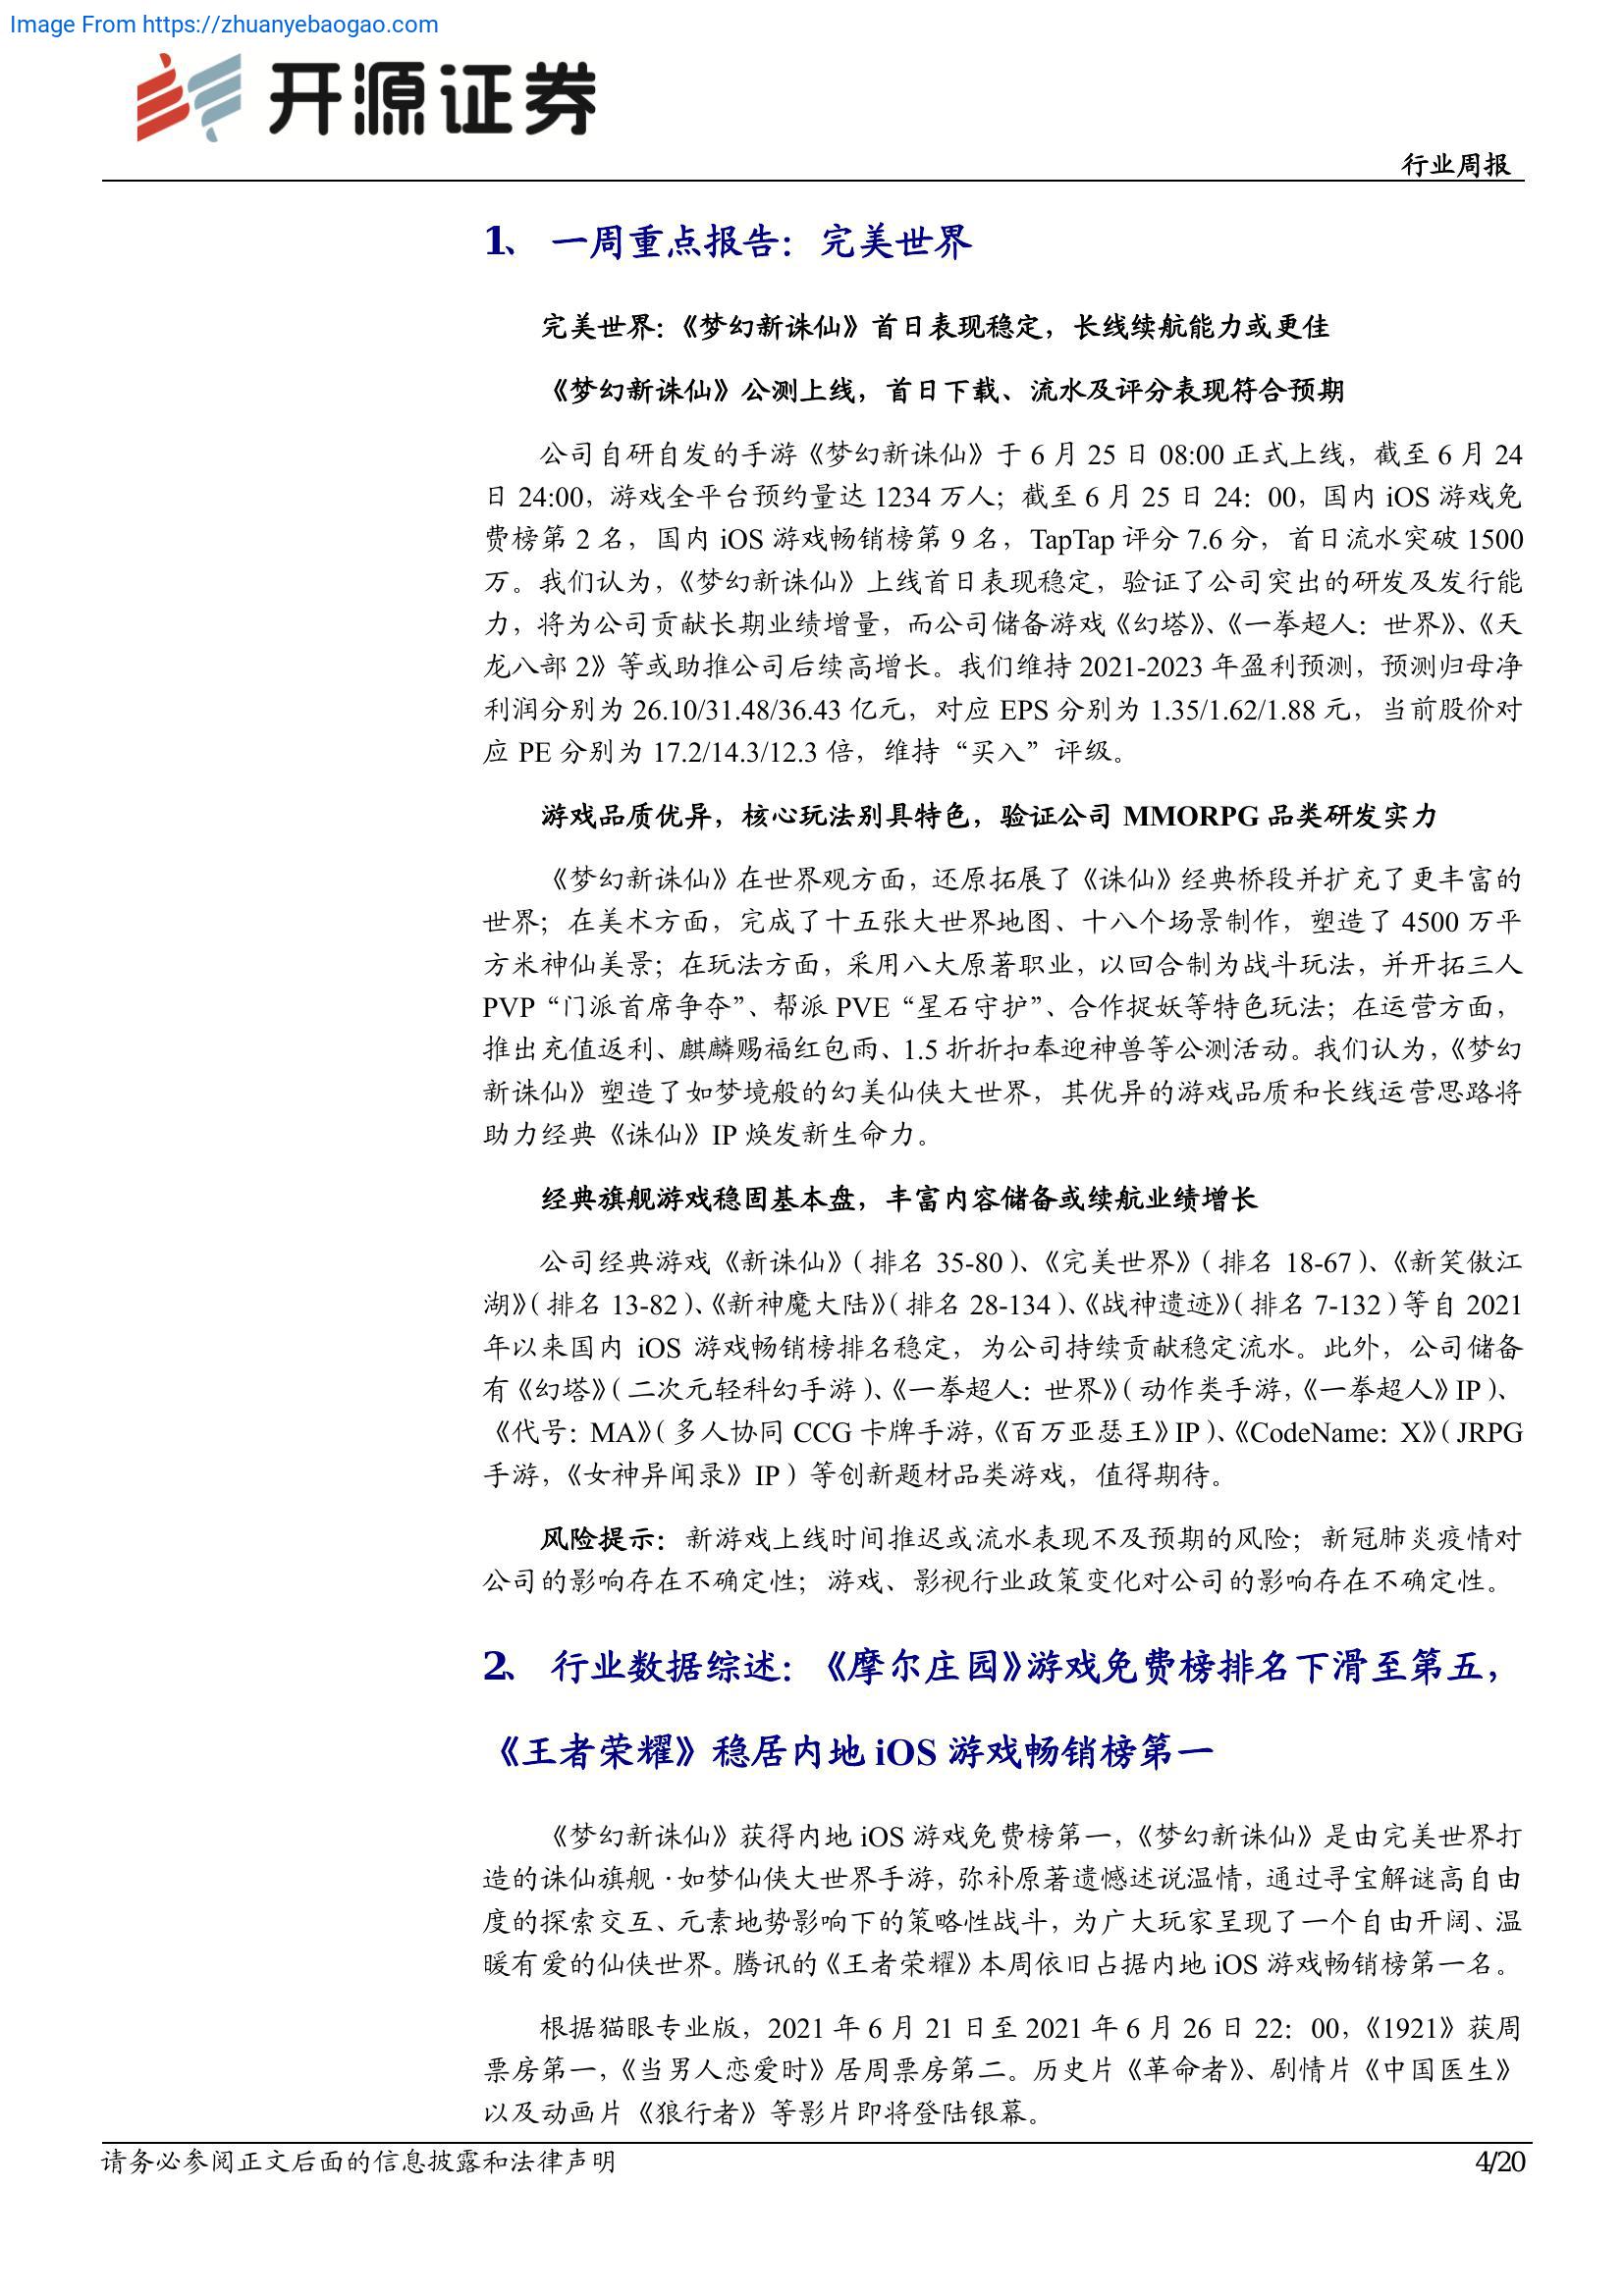 Image From https://zhuanyebaogao.com
开源证券
行业周报
1、 一周重点报告：完美世界
完美世界：《梦幻新诛仙》首日表现稳定，长线续航能力或更佳
《梦幻新诛仙》公测上线，首日下载、流水及评分表现符合预期
公司自研自发的手游《梦幻新诛仙》于 6 月 25 日 08:00 正式上线，截至 6 月 24
日 24:00，游戏全平台预约量达 1234 万人；截至 6 月 25 日 24：00，国内 iOS 游戏免
费榜第 2 名，国内 iOS 游戏畅销榜第 9 名，TapTap 评分 7.6 分，首日流水突破 1500
万。我们认为，《梦幻新诛仙》上线首日表现稳定，验证了公司突出的研发及发行能
力，将为公司贡献长期业绩增量，而公司储备游戏《幻塔》、《一拳超人：世界》、《天
龙八部 2》等或助推公司后续高增长。我们维持 2021-2023 年盈利预测，预测归母净
利润分别为 26.10/31.48/36.43 亿元，对应 EPS 分别为 1.35/1.62/1.88 元，当前股价对
应 PE 分别为 17.2/14.3/12.3 倍，维持“买入”评级。
游戏品质优异，核心玩法别具特色，验证公司 MMORPG 品类研发实力
《梦幻新诛仙》在世界观方面，还原拓展了《诛仙》经典桥段并扩充了更丰富的
世界；在美术方面，完成了十五张大世界地图、十八个场景制作，塑造了 4500 万平
方米神仙美景；在玩法方面，采用八大原著职业，以回合制为战斗玩法，并开拓三人
PVP“门派首席争夺”、帮派 PVE“星石守护”、合作捉妖等特色玩法；在运营方面，
推出充值返利、麒麟赐福红包雨、1.5 折折扣奉迎神兽等公测活动。我们认为，《梦幻
新诛仙》塑造了如梦境般的幻美仙侠大世界，其优异的游戏品质和长线运营思路将
助力经典《诛仙》IP 焕发新生命力。
经典旗舰游戏稳固基本盘，丰富内容储备或续航业绩增长
公司经典游戏《新诛仙》（排名 35-80）、《完美世界》（排名 18-67）、《新笑傲江
湖》（排名 13-82）、《新神魔大陆》（排名 28-134）、《战神遗迹》（排名 7-132）等自 2021
年以来国内 iOS 游戏畅销榜排名稳定，为公司持续贡献稳定流水。此外，公司储备
有《幻塔》（二次元轻科幻手游）、《一拳超人：世界》（动作类手游，《一拳超人》IP）、
《代号：MA》（多人协同 CCG 卡牌手游，《百万亚瑟王》IP）、《CodeName：X》（JRPG
手游，《女神异闻录》IP）等创新题材品类游戏，值得期待。
风险提示：新游戏上线时间推迟或流水表现不及预期的风险；新冠肺炎疫情对
公司的影响存在不确定性；游戏、影视行业政策变化对公司的影响存在不确定性。
2、 行业数据综述：《摩尔庄园》游戏免费榜排名下滑至第五，
《王者荣耀》稳居内地 iOS 游戏畅销榜第一
《梦幻新诛仙》获得内地 iOS 游戏免费榜第一，《梦幻新诛仙》是由完美世界打
造的诛仙旗舰·如梦仙侠大世界手游，弥补原著遗憾述说温情，通过寻宝解谜高自由
度的探索交互、元素地势影响下的策略性战斗，为广大玩家呈现了一个自由开阔、温
暖有爱的仙侠世界。腾讯的《王者荣耀》本周依旧占据内地 iOS 游戏畅销榜第一名。
根据猫眼专业版，2021 年 6 月 21 日至 2021 年 6 月 26 日 22：00，《1921》获周
票房第一，《当男人恋爱时》居周票房第二。历史片《革命者》、剧情片《中国医生》
以及动画片《狼行者》等影片即将登陆银幕。
请务必参阅正文后面的信息披露和法律声明
4/20